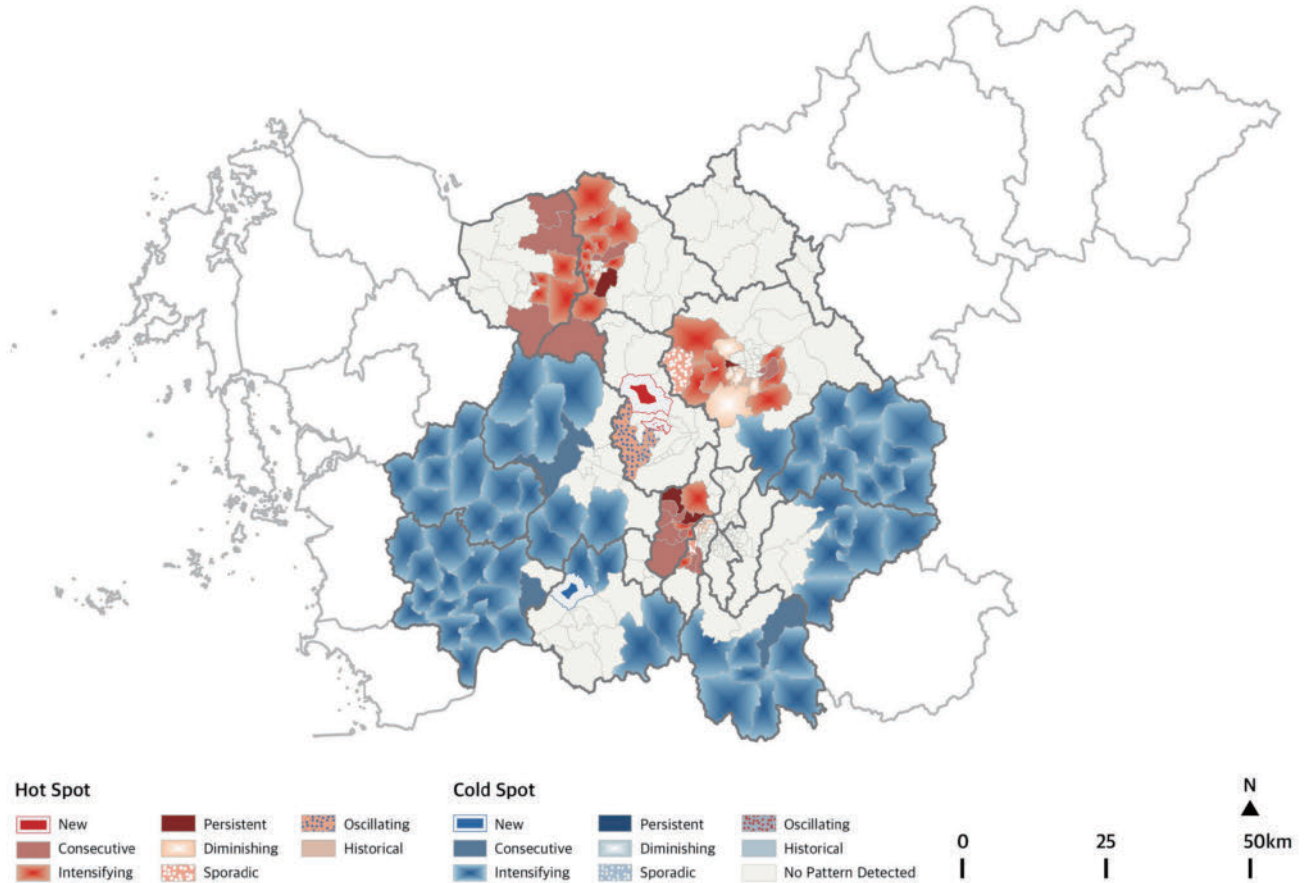 Hot Spot
New
Persistent
Oscillating
Consecutive
Diminishing
Historical
Intensifying
Sporadic
Cold Spot
New
Persistent
Oscillating
Consecutive
Diminishing
Historical
Intensifying
Sporadic
No Pattern Detected
N
0 25 50km